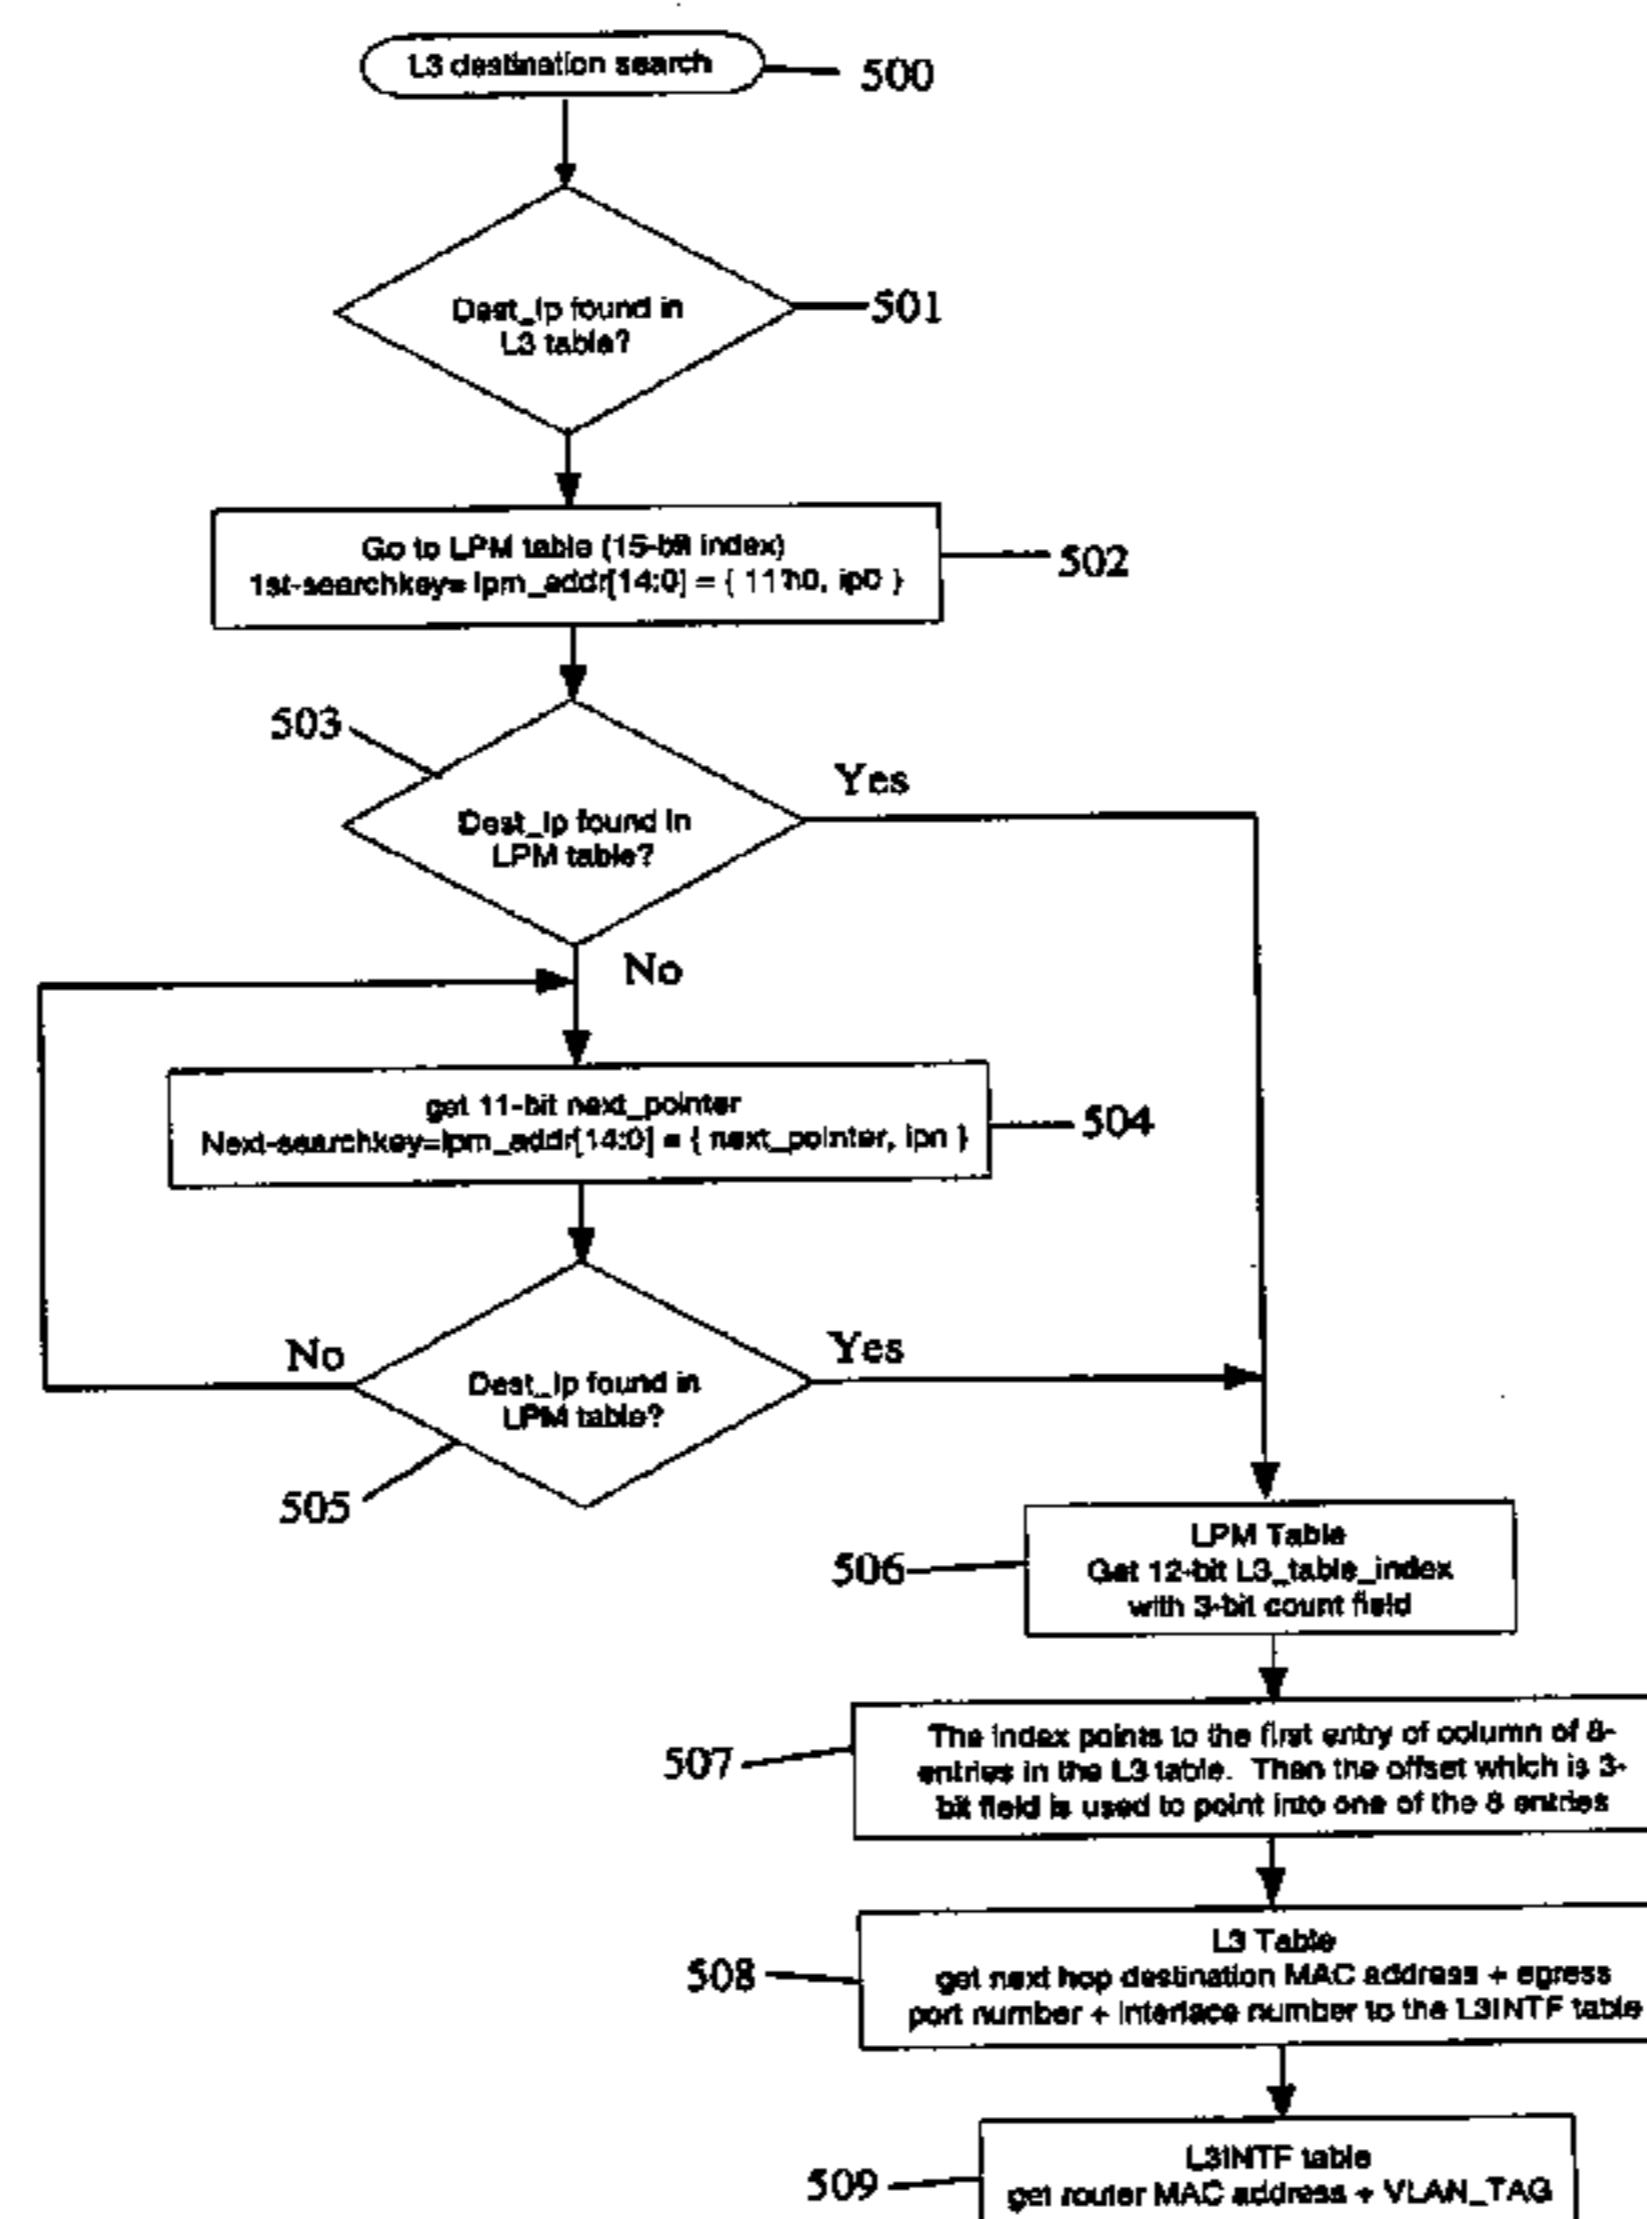 L3 destination search
500
Dest_ip found in
L3 table?
501
Go to LPM table (15-bit index)
1st-searchkey= lpm_addr[14:0] = { 11'h0, ip0 }
502
503
Yes
Dest_ip found in
LPM table?
No
get 11-bit next_pointer
Next-searchkey=lpm_addr[14:0] = { next_pointer, ipn }
504
No
Yes
Dest_ip found in
LPM table?
505
LPM Table
Get 12-bit L3_table_index
with 3-bit count field
506
The index points to the first entry of column of 8-
entries in the L3 table. Then the offset which is 3-
bit field is used to point into one of the 8 entries
507
L3 Table
get next hop destination MAC address + egress
port number + interface number to the L3INTF table
508
L3INTF table
get router MAC address + VLAN_TAG
509